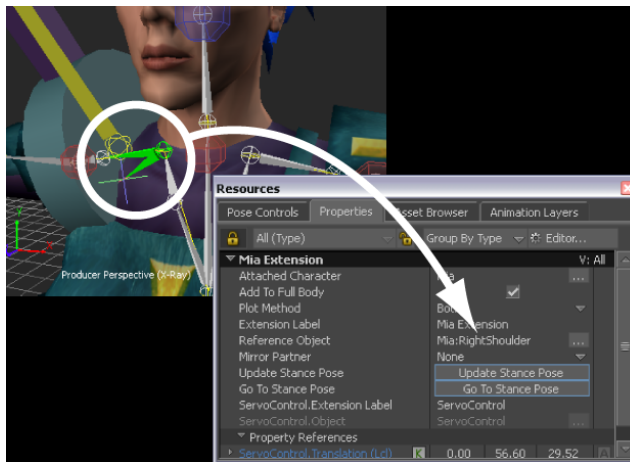 Resources
Pose Controls Properties Asset Browser Animation Layers
All (Type) Group By Type Editor...
Mia Extension V: All
Attached Character ...
Add To Full Body
Plot Method
Extension Label Mia Extension
Reference Object Mia:RightShoulder ...
Mirror Partner None
Update Stance Pose Update Stance Pose
Go To Stance Pose Go To Stance Pose
ServoControl.Extension Label ServoControl
ServoControl.Object ServoControl ...
Property References
ServoControl.Translation (Lcl) K 0.00 56.60 29.52 A
Producer Perspective (X-Ray)